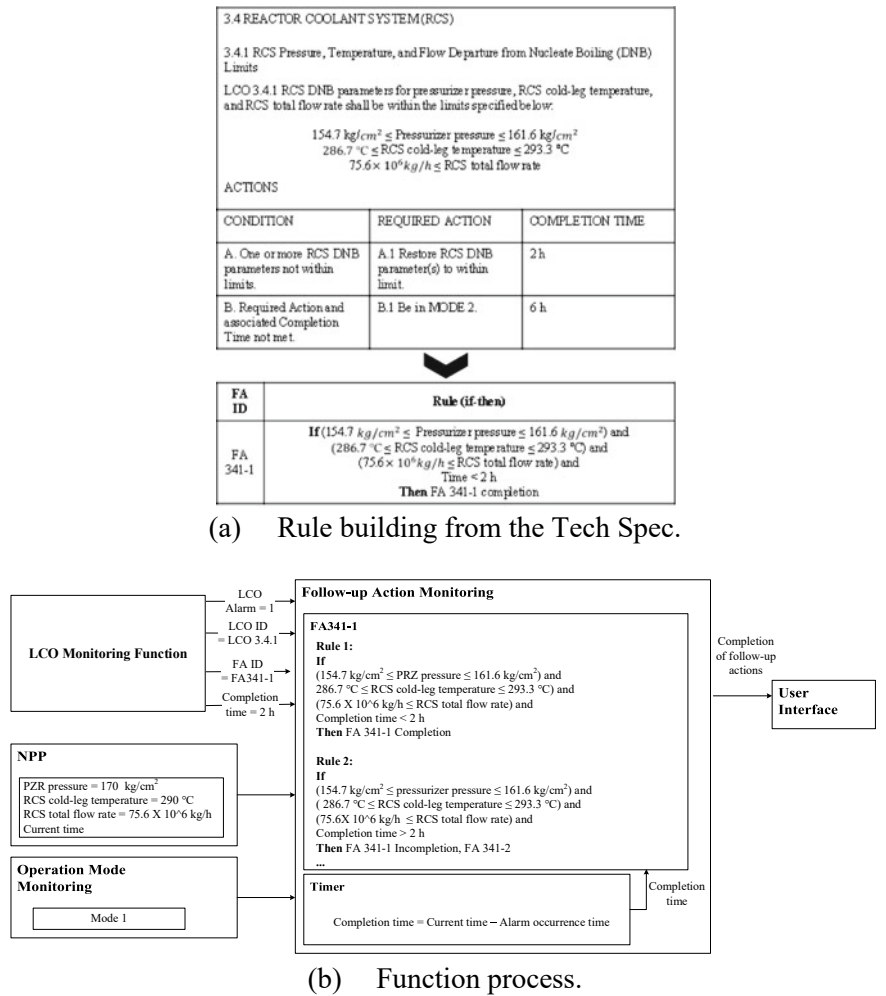 3.4 REACTOR COOLANT SYSTEM (RCS)
3.4.1 RCS Pressure, Temperature, and Flow Departure from Nucleate Boiling (DNB)
Limits
LCO 3.4.1 RCS DNB parameters for pressurizer pressure, RCS cold-leg temperature,
and RCS total flow rate shall be within the limits specified below:
154.7 kg/cm² ≤ Pressurizer pressure ≤ 161.6 kg/cm²
286.7 °C ≤ RCS cold-leg temperature ≤ 293.3 °C
75.6 × 10⁶ kg/h ≤ RCS total flow rate
ACTIONS
CONDITION REQUIRED ACTION COMPLETION TIME
A. One or more RCS DNB A.1 Restore RCS DNB 2 h
parameters not within parameter(s) to within
limits. limit.
B. Required Action and B.1 Be in MODE 2. 6 h
associated Completion
Time not met.
FA
ID
Rule (if-then)
FA
341-1
If (154.7 kg/cm² ≤ Pressurizer pressure ≤ 161.6 kg/cm²) and
(286.7 °C ≤ RCS cold-leg temperature ≤ 293.3 °C) and
(75.6× 10⁶ kg/h ≤ RCS total flow rate) and
Time < 2 h
Then FA 341-1 completion
(a) Rule building from the Tech Spec.
LCO Monitoring Function
LCO
Alarm = 1
LCO ID
= LCO 3.4.1
FA ID
= FA341-1
Completion
time = 2 h
NPP
PZR pressure = 170 kg/cm²
RCS cold-leg temperature = 290 °C
RCS total flow rate = 75.6 X 10^6 kg/h
Current time
Operation Mode
Monitoring
Mode 1
Follow-up Action Monitoring
FA341-1
Rule 1:
If
(154.7 kg/cm² ≤ PRZ pressure ≤ 161.6 kg/cm²) and
286.7 °C ≤ RCS cold-leg temperature ≤ 293.3 °C) and
(75.6 X 10^6 kg/h ≤ RCS total flow rate) and
Completion time < 2 h
Then FA 341-1 Completion
Rule 2:
If
(154.7 kg/cm² ≤ pressurizer pressure ≤ 161.6 kg/cm²) and
( 286.7 °C ≤ RCS cold-leg temperature ≤ 293.3 °C) and
(75.6X 10^6 kg/h ≤ RCS total flow rate) and
Completion time > 2 h
Then FA 341-1 Incompletion, FA 341-2
...
Timer
Completion time = Current time – Alarm occurrence time
Completion
time
Completion
of follow-up
actions
User
Interface
(b) Function process.